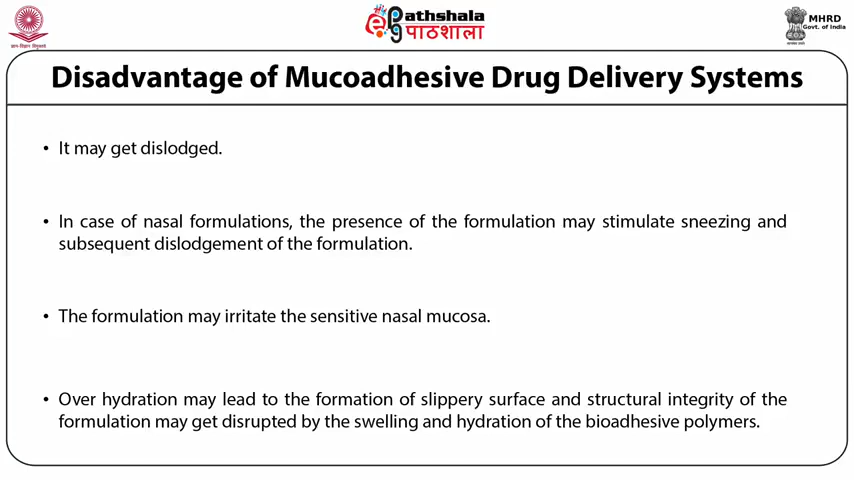 ज्ञान-विज्ञान विमुक्तये
e Pathshala
pg पाठशाला
MHRD
Govt. of India
Disadvantage of Mucoadhesive Drug Delivery Systems
• It may get dislodged.
• In case of nasal formulations, the presence of the formulation may stimulate sneezing and
subsequent dislodgement of the formulation.
• The formulation may irritate the sensitive nasal mucosa.
• Over hydration may lead to the formation of slippery surface and structural integrity of the
formulation may get disrupted by the swelling and hydration of the bioadhesive polymers.